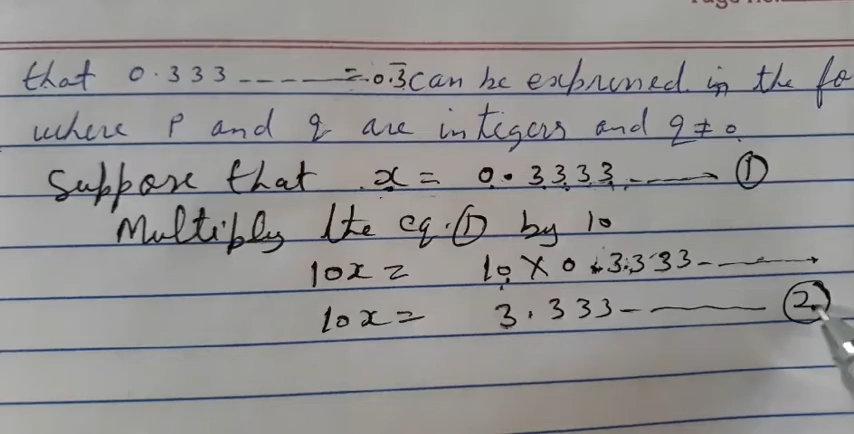 that 0.333 ----- = 0.3̅ can be expressed in the fo
where P and q are integers and q ≠ 0.
Suppose that x = 0.3333.----- → ①
Multiply the eq. ① by 10
10x = 10 × 0.3333----- →
10x = 3.333----- ②